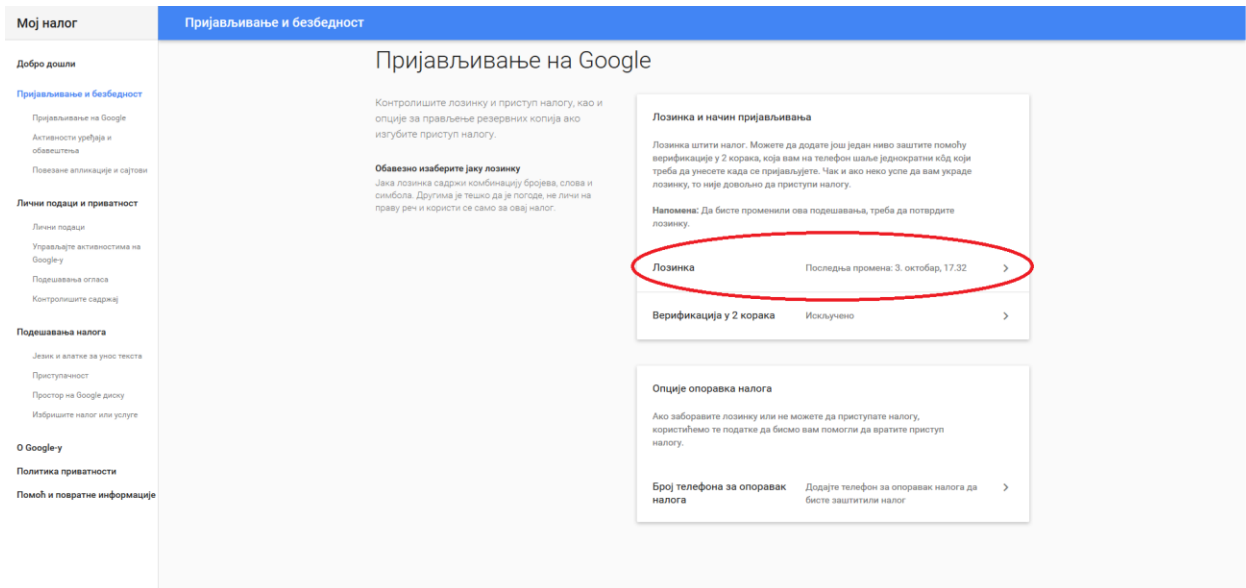 Мој налог
Пријављивање и безбедност
Добро дошли
Пријављивање и безбедност
Пријављивање на Google
Активности уређаја и
обавештења
Повезане апликације и сајтови
Лични подаци и приватност
Лични подаци
Управљајте активностима на
Google-у
Подешавања огласа
Контролишите садржај
Подешавања налога
Језик и алатке за унос текста
Приступачност
Простор на Google диску
Избришите налог или услуге
О Google-у
Политика приватности
Помоћ и повратне информације
Пријављивање на Google
Контролишите лозинку и приступ налогу, као и
опције за прављење резервних копија ако
изгубите приступ налогу.
Обавезно изаберите јаку лозинку
Јака лозинка садржи комбинацију бројева, слова и
симбола. Другима је тешко да је погоде, не личи на
праву реч и користи се само за овај налог.
Лозинка и начин пријављивања
Лозинка штити налог. Можете да додате још један ниво заштите помоћу
верификације у 2 корака, која вам на телефон шаље једнократни кôд који
треба да унесете када се пријављујете. Чак и ако неко успе да вам украде
лозинку, то није довољно да приступи налогу.
Напомена: Да бисте променили ова подешавања, треба да потврдите
лозинку.
Лозинка Последња промена: 3. октобар, 17.32
Верификација у 2 корака Искључено
Опције опоравка налога
Ако заборавите лозинку или не можете да приступате налогу,
користићемо те податке да бисмо вам помогли да вратите приступ
налогу.
Број телефона за опоравак Додајте телефон за опоравак налога да
налога бисте заштитили налог